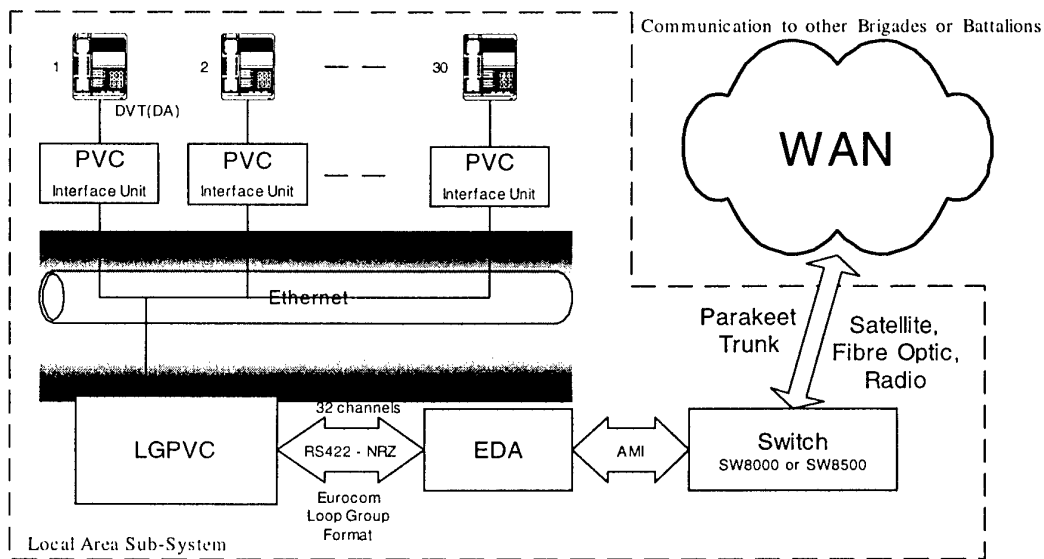 Communication to other Brigades or Battalions
1
2
30
DVT(DA)
PVC
Interface Unit
PVC
Interface Unit
PVC
Interface Unit
WAN
Ethernet
Parakeet
Trunk
Satellite,
Fibre Optic,
Radio
LGPVC
32 channels
RS422 - NRZ
Eurocom
Loop Group
Format
EDA
AMI
Switch
SW8000 or SW8500
Local Area Sub-System